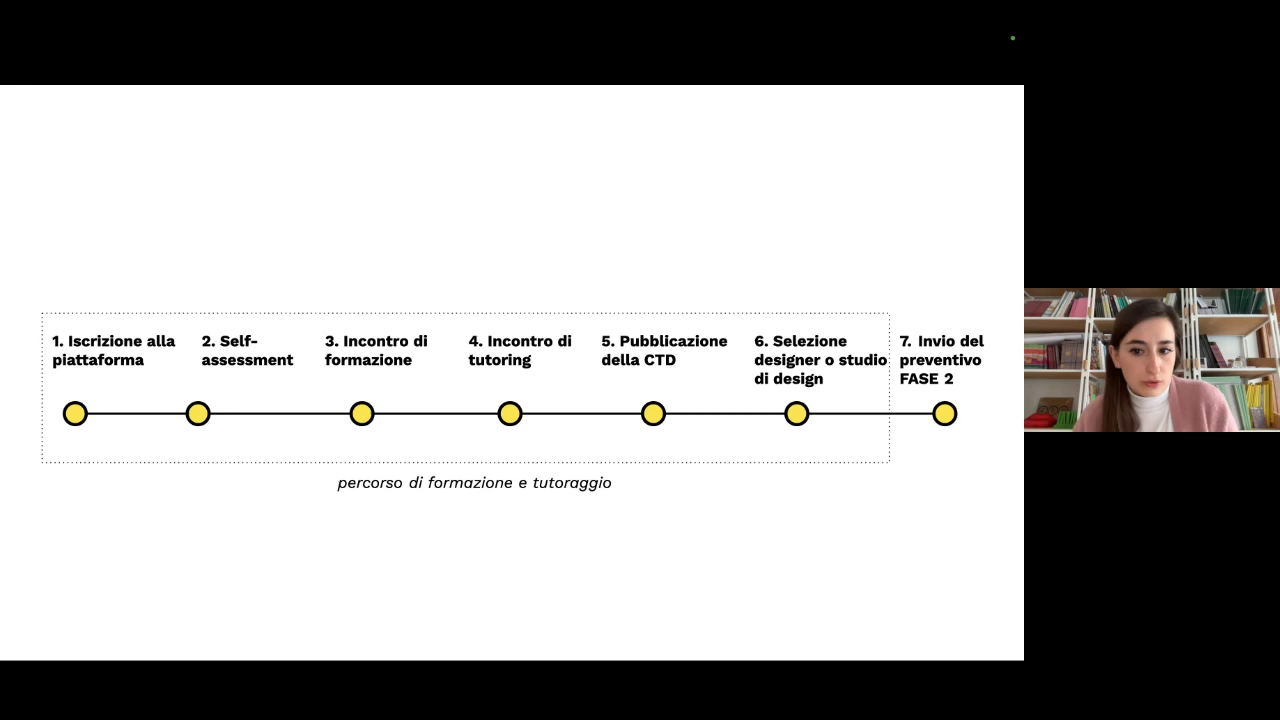 1. Iscrizione alla
piattaforma
2. Self-
assessment
3. Incontro di
formazione
4. Incontro di
tutoring
5. Pubblicazione
della CTD
6. Selezione
designer o studio
di design
7. Invio del
preventivo
FASE 2
percorso di formazione e tutoraggio